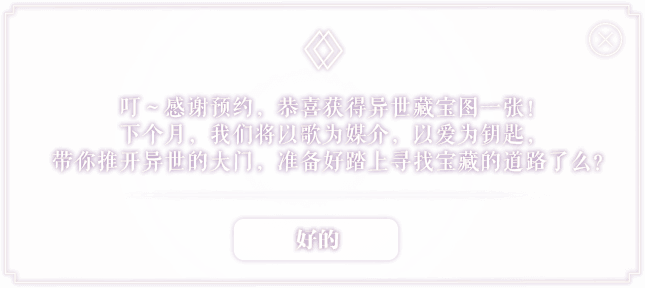 叮～感谢预约，恭喜获得异世藏宝图一张！
下个月，我们将以歌为媒介，以爱为钥匙，
带你推开异世的大门，准备好踏上寻找宝藏的道路了么？
好的